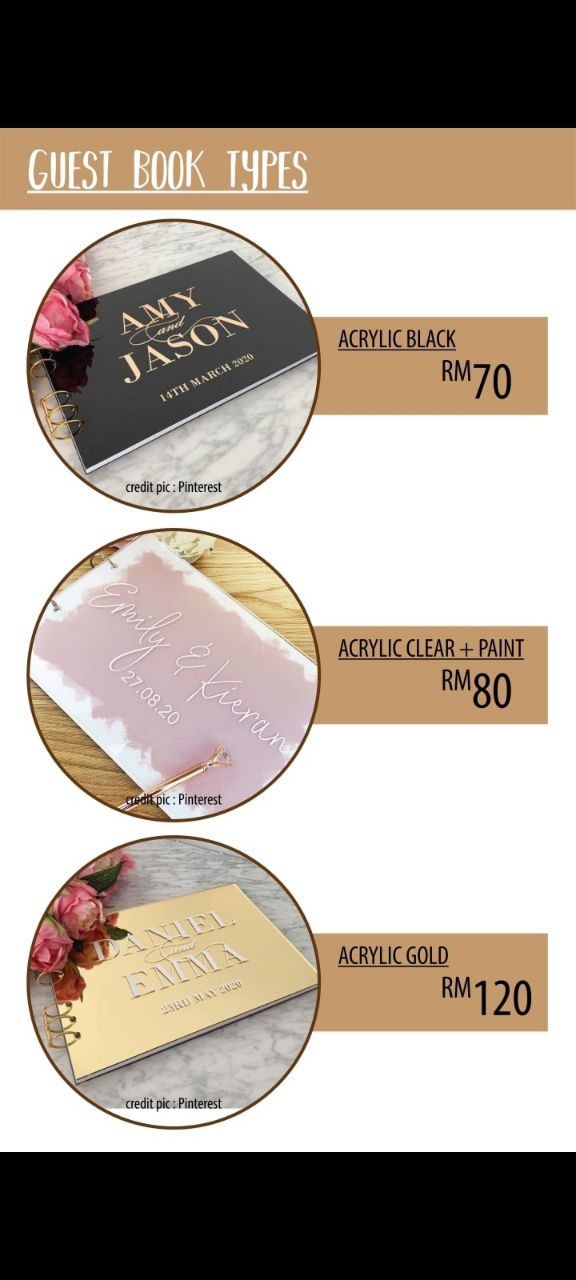 GUEST BOOK TYPES
AMY
and
JASON
14TH MARCH 2020
credit pic : Pinterest
ACRYLIC BLACK
RM70
Emily & Kieran
27.08.20
credit pic : Pinterest
ACRYLIC CLEAR + PAINT
RM80
DANIEL
and
EMMA
23RD MAY 2020
credit pic : Pinterest
ACRYLIC GOLD
RM120